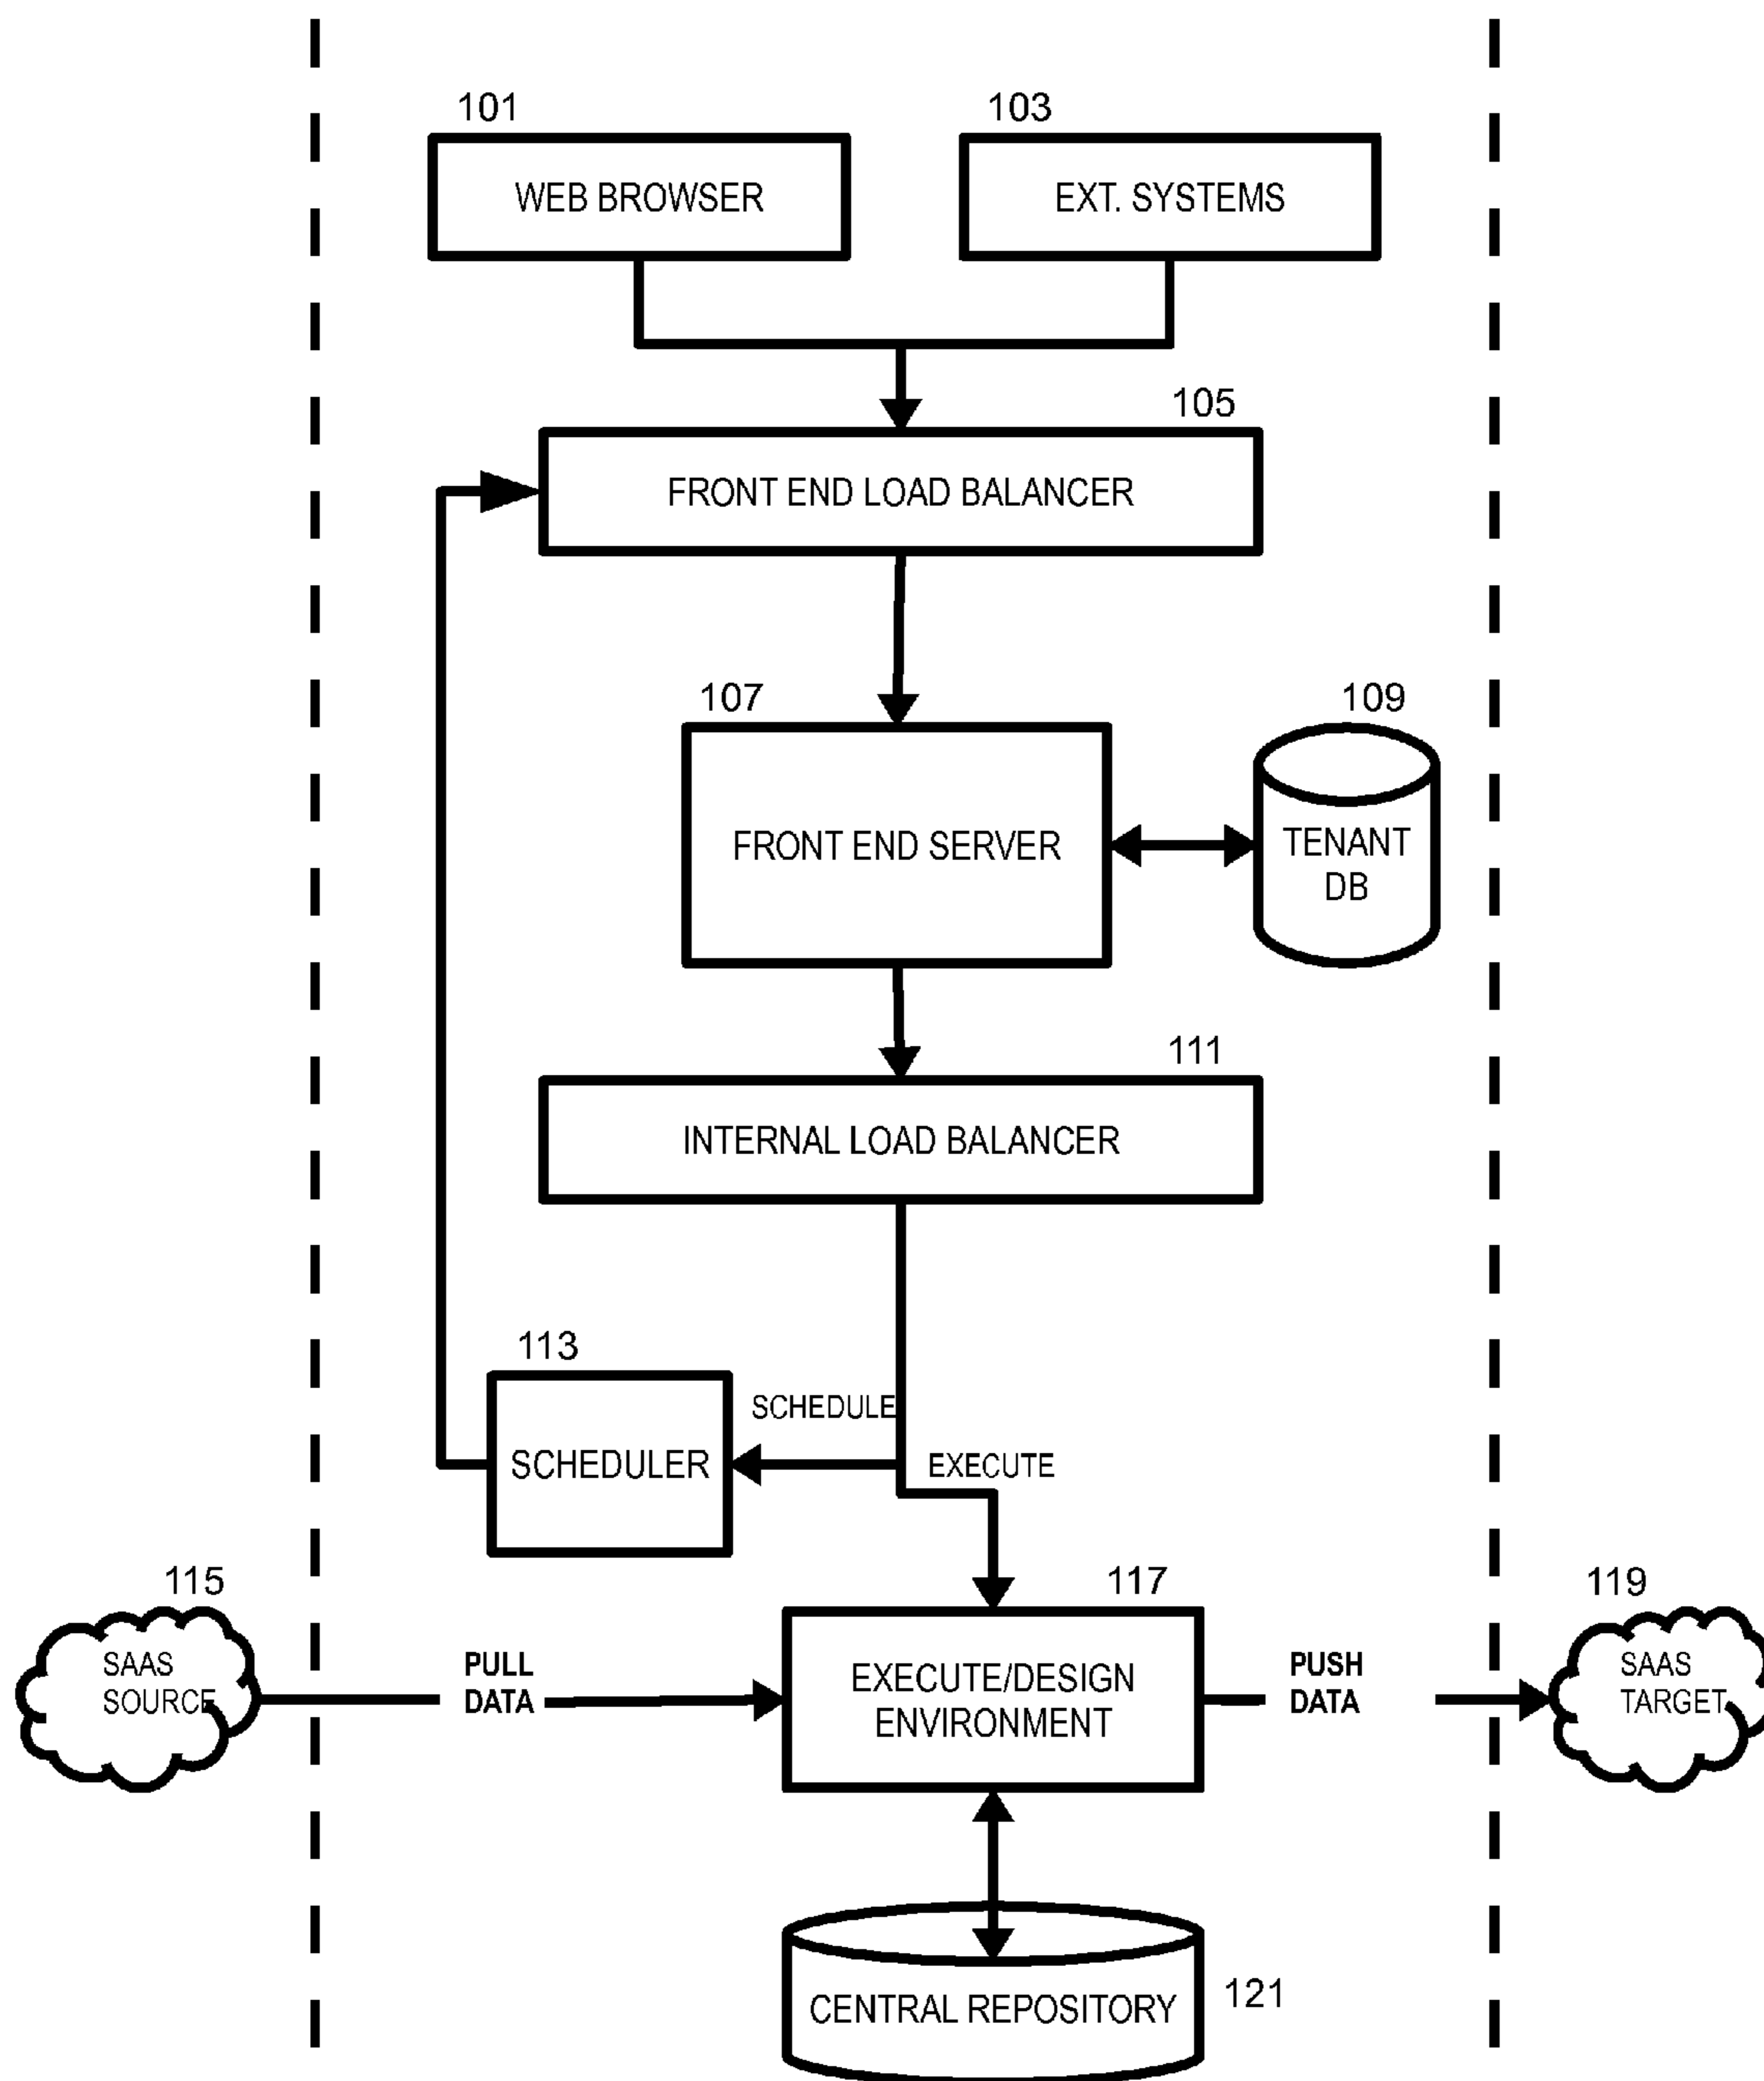 101
103
WEB BROWSER
EXT. SYSTEMS
105
FRONT END LOAD BALANCER
107
109
FRONT END SERVER
TENANT
DB
111
INTERNAL LOAD BALANCER
113
SCHEDULE
SCHEDULER
EXECUTE
115
117
119
SAAS
SOURCE
PULL
DATA
EXECUTE/DESIGN
ENVIRONMENT
PUSH
DATA
SAAS
TARGET
121
CENTRAL REPOSITORY